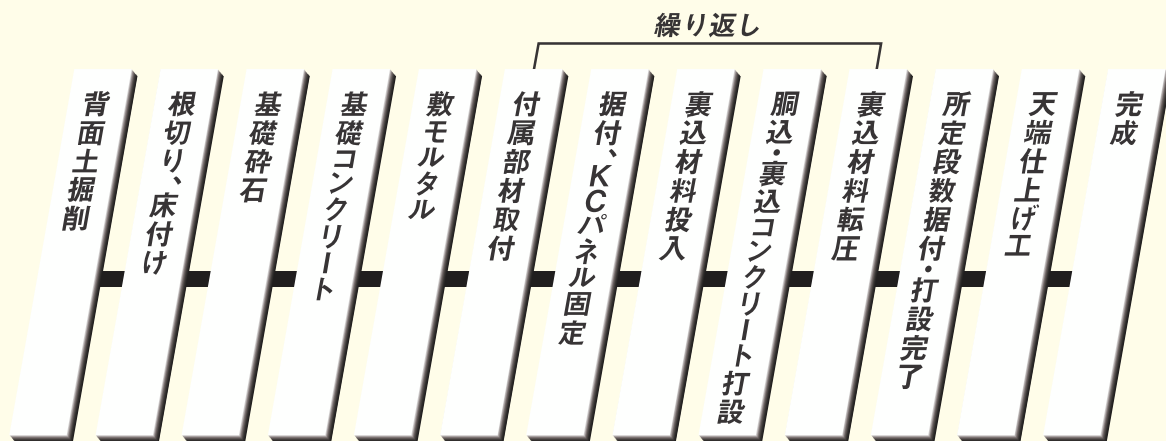 繰り返し
背面土掘削
根切り、床付け
基礎砕石
基礎コンクリート
敷モルタル
付属部材取付
据付、KCパネル固定
裏込材料投入
胴込・裏込コンクリート打設
裏込材料転圧
所定段数据付・打設完了
天端仕上げ工
完成